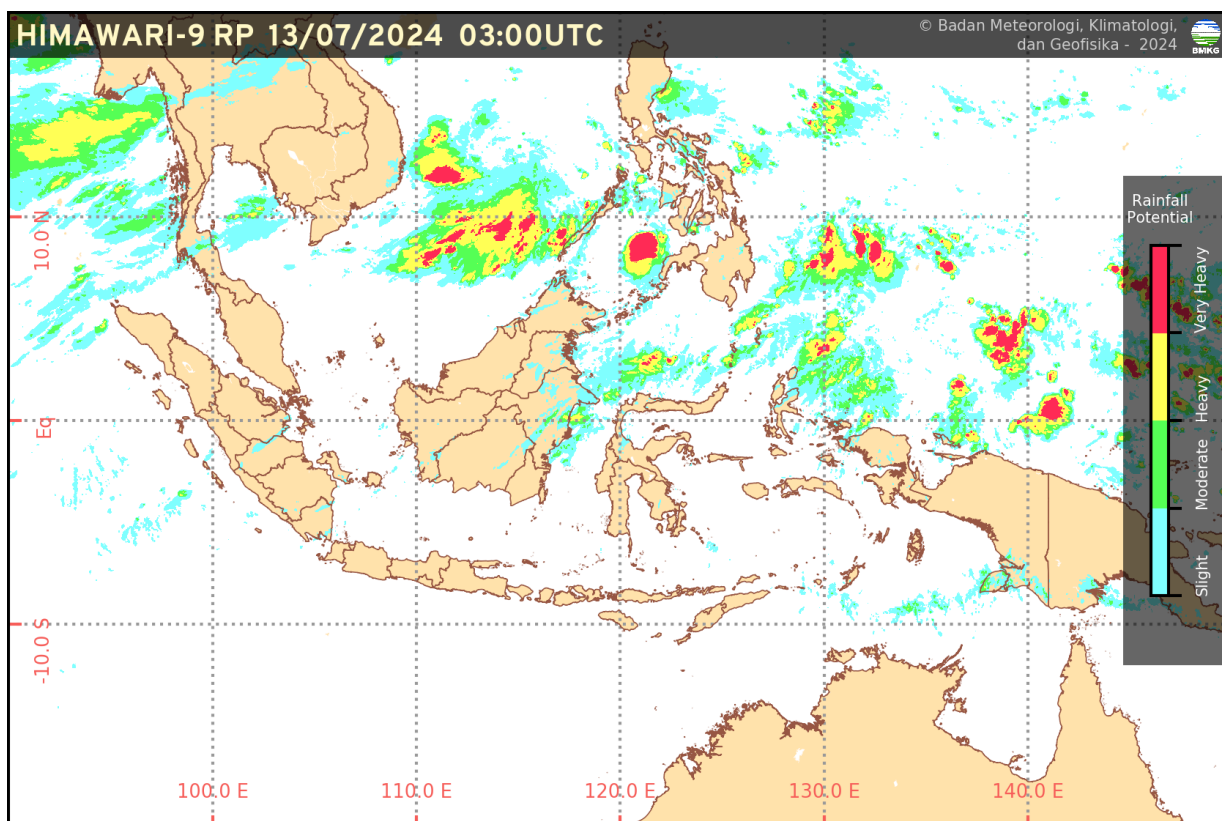 HIMAWARI-9 RP 13/07/2024 03:00UTC
© Badan Meteorologi, Klimatologi,
dan Geofisika - 2024
BMKG
Rainfall
Potential
Very Heavy
Heavy
Moderate
Slight
10.0 N
Eq
-10.0 S
100.0 E
110.0 E
120.0 E
130.0 E
140.0 E